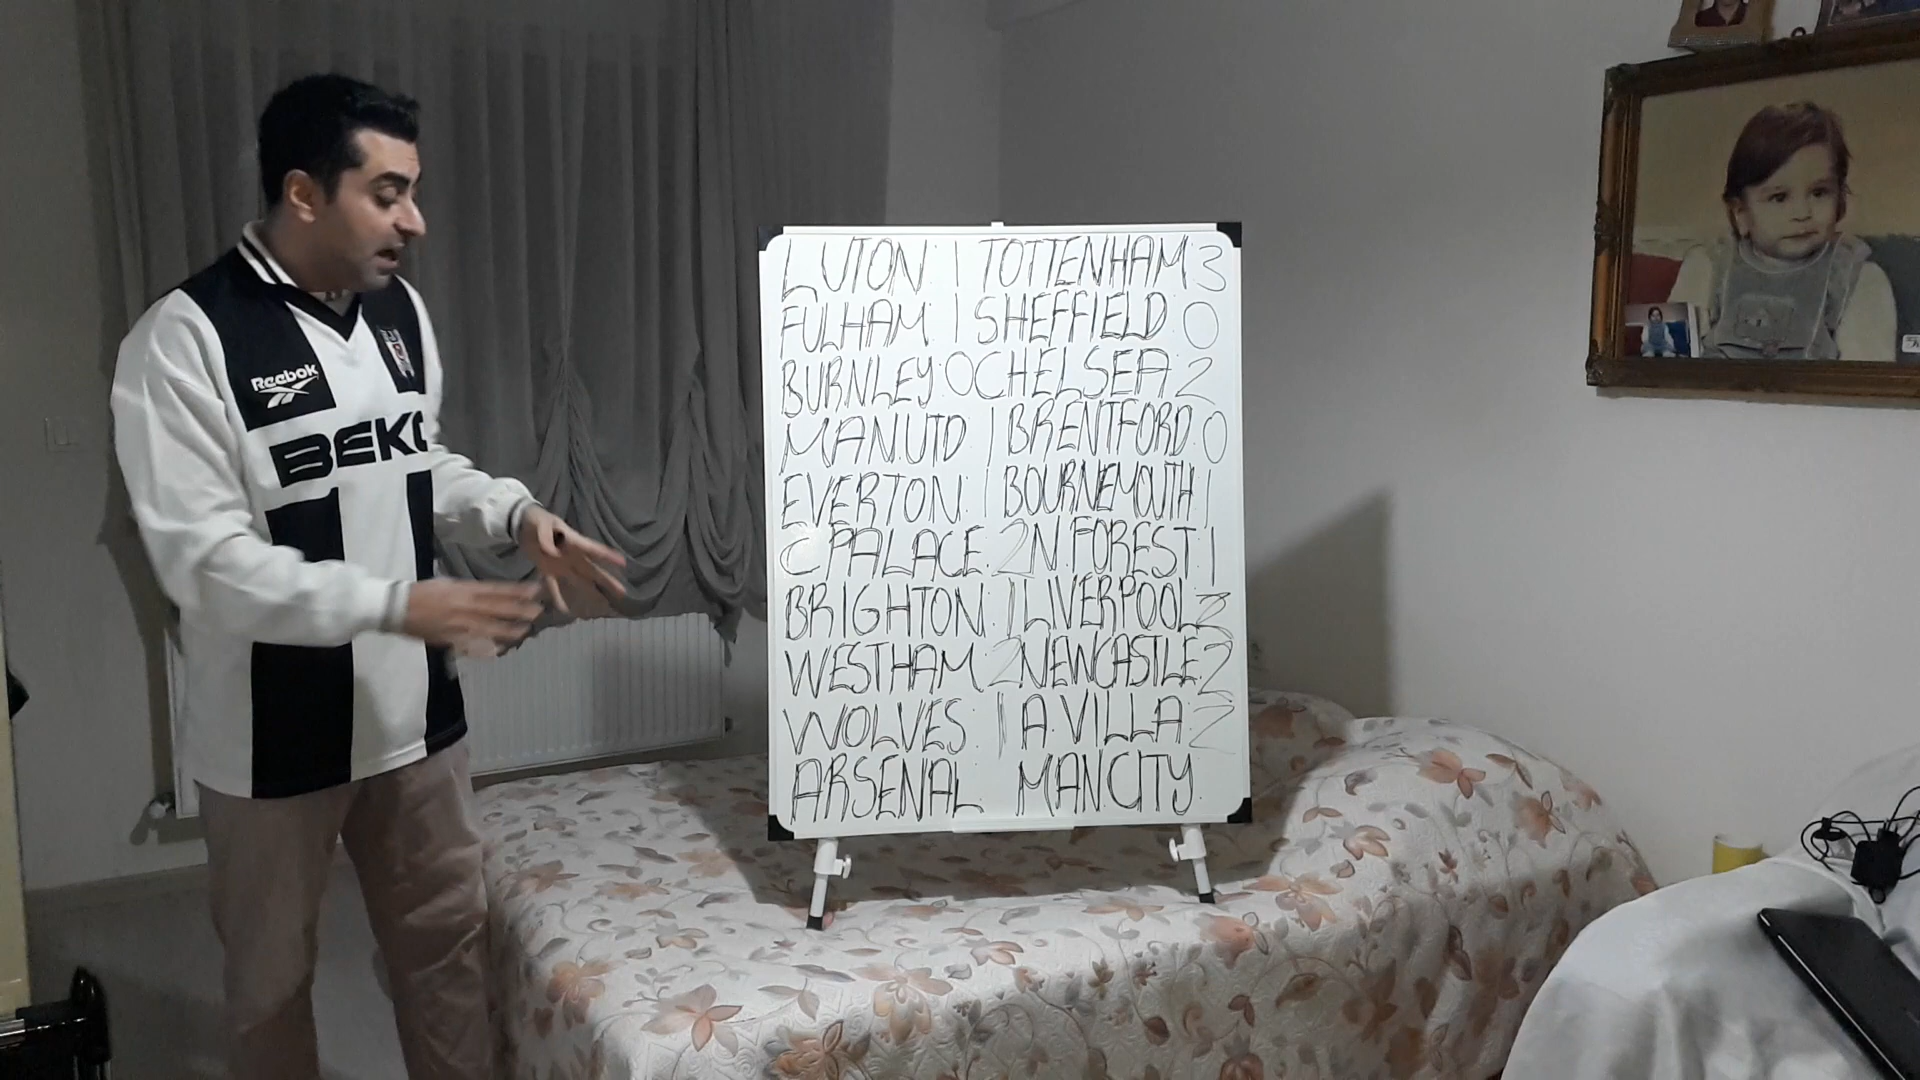 Reebok
BEKO
LUTON: 1 TOTTENHAM 3
FULHAM 1 SHEFFIELD 0
BURNLEY: 0 CHELSEA: 2
MAN.UTD 1 BRENTFORD: 0
EVERTON: 1 BOURNEMOUTH 1
C PALACE: 2 N.FOREST 1
BRIGHTON: 1 LIVERPOOL 3
WESTHAM 2 NEWCASTLE: 2
WOLVES: 1 A.VILLA: 2
ARSENAL MAN.CITY: